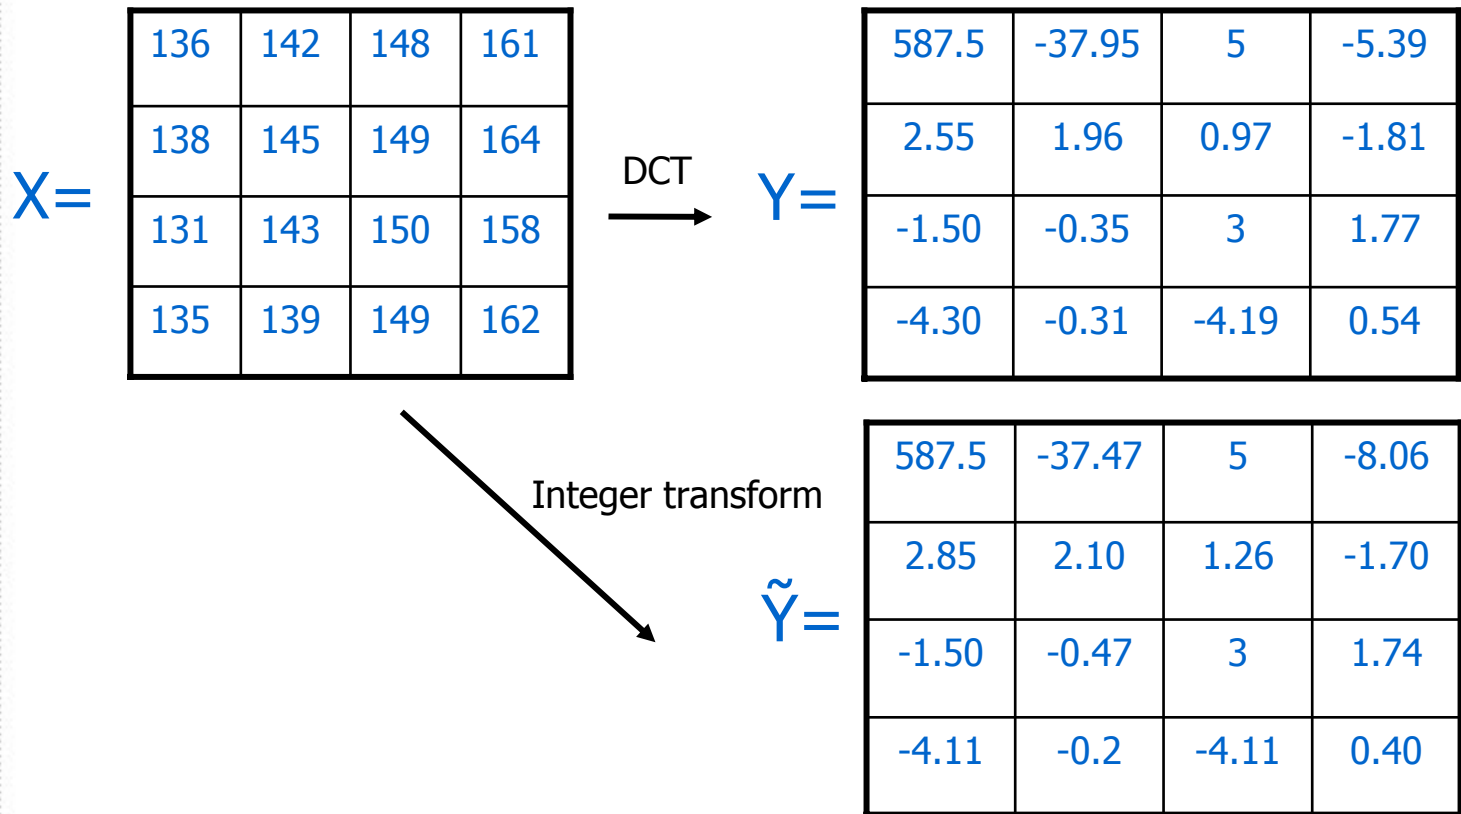 136 142 148 161
138 145 149 164
131 143 150 158
135 139 149 162
X=
DCT
Y=
587.5 -37.95 5 -5.39
2.55 1.96 0.97 -1.81
-1.50 -0.35 3 1.77
-4.30 -0.31 -4.19 0.54
Integer transform
Ỹ=
587.5 -37.47 5 -8.06
2.85 2.10 1.26 -1.70
-1.50 -0.47 3 1.74
-4.11 -0.2 -4.11 0.40